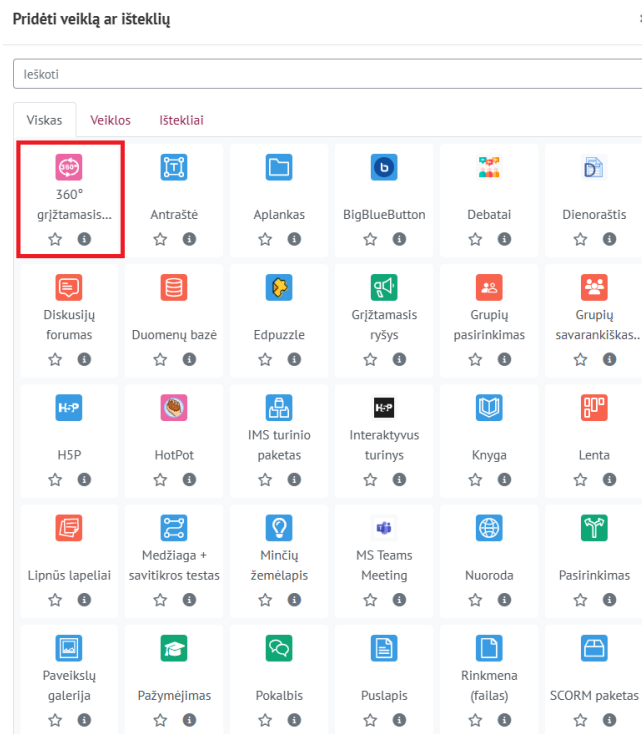 Pridėti veiklą ar išteklių
Ieškoti
Viskas Veiklos Ištekliai
360°
grįžtamasis...
Antraštė
Aplankas
BigBlueButton
Debatai
Dienoraštis
Diskusijų
forumas
Duomenų bazė
Edpuzzle
Grįžtamasis
ryšys
Grupių
pasirinkimas
Grupių
savarankiškas..
H5P
HotPot
IMS turinio
paketas
Interaktyvus
turinys
Knyga
Lenta
Lipnūs lapeliai
Medžiaga +
savitikros testas
Minčių
žemėlapis
MS Teams
Meeting
Nuoroda
Pasirinkimas
Paveikslų
galerija
Pažymėjimas
Pokalbis
Puslapis
Rinkmena
(failas)
SCORM paketas